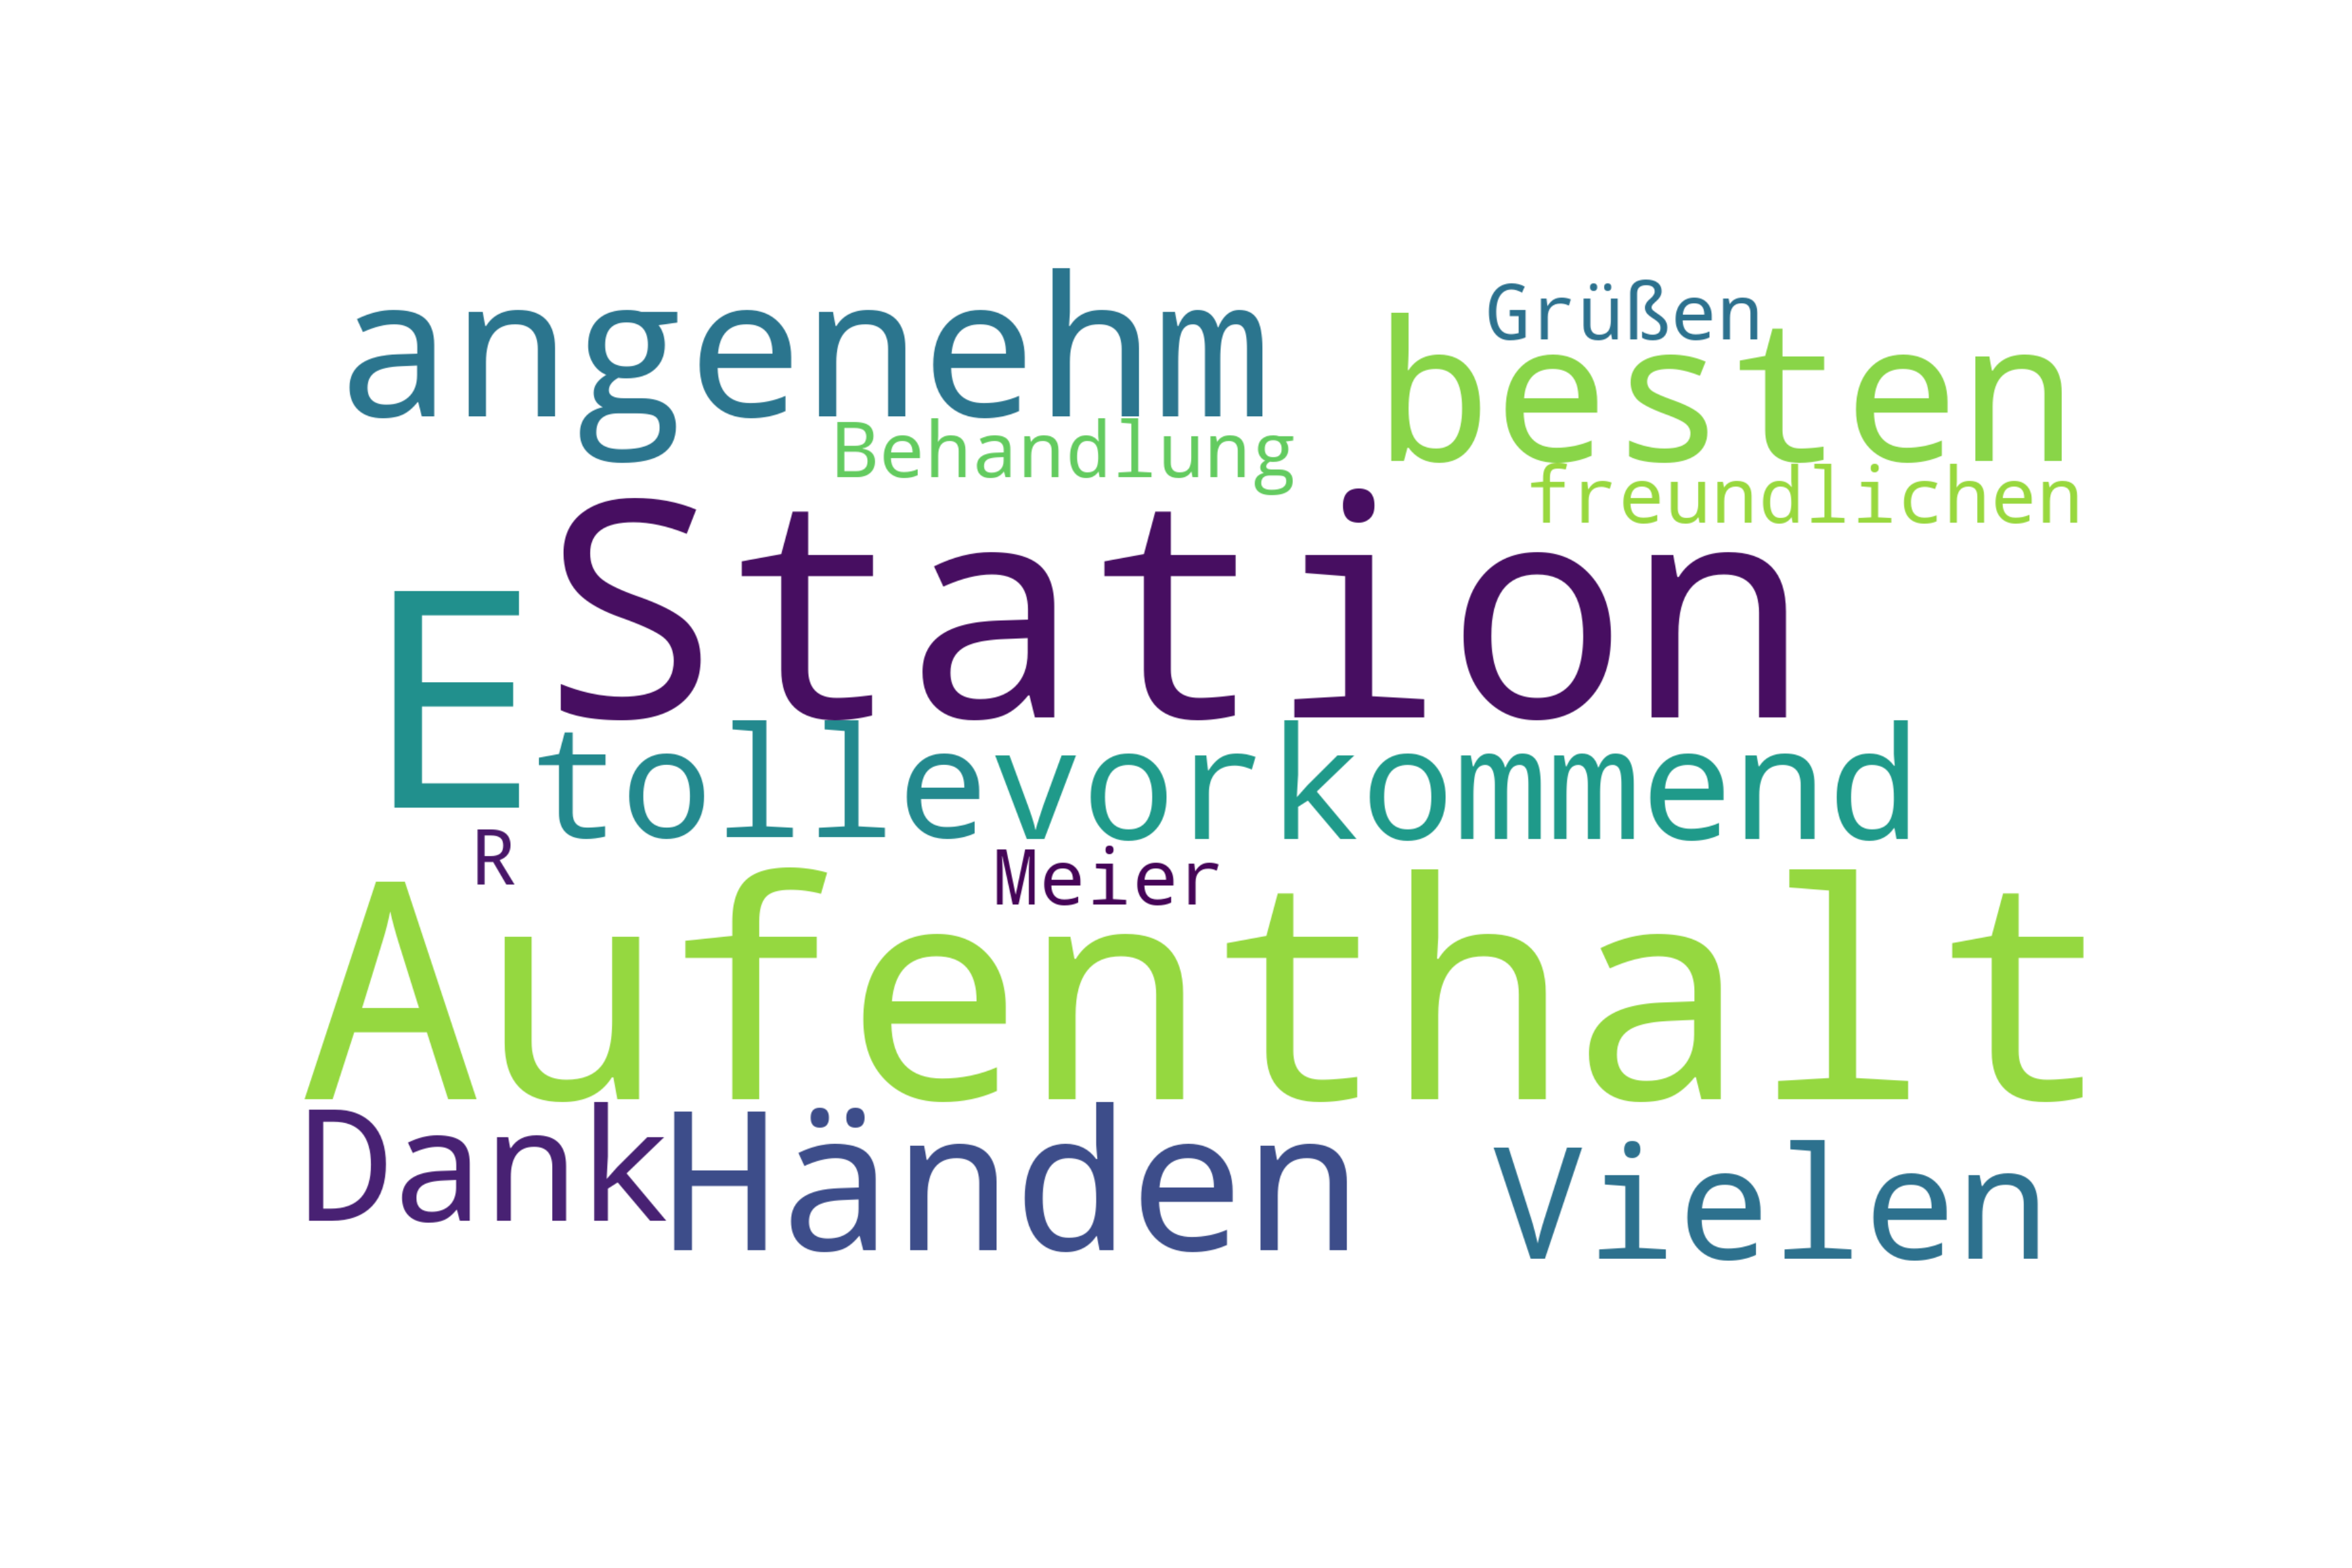 angenehm
Grüßen
besten
Behandlung
freundlichen
Station
E
tolle
vorkommend
R
Meier
Aufenthalt
Dank
Händen
Vielen